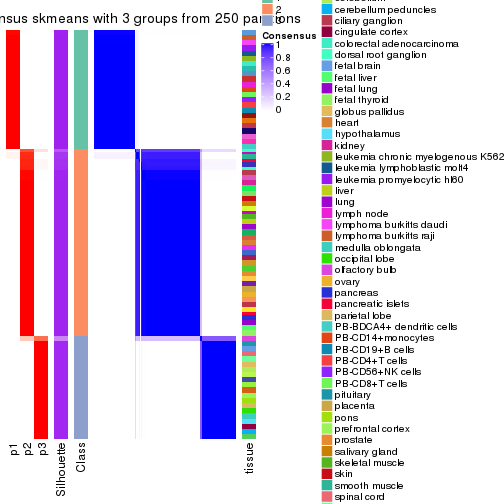 nsus skmeans with 3 groups from 250 partitions
2
Consensus
1
0.8
0.6
0.4
0.2
0
p1
p2
p3
Silhouette
Class
tissue
cerebellum peduncles
ciliary ganglion
cingulate cortex
colorectal adenocarcinoma
dorsal root ganglion
fetal brain
fetal liver
fetal lung
fetal thyroid
globus pallidus
heart
hypothalamus
kidney
leukemia chronic myelogenous K562
leukemia lymphoblastic molt4
leukemia promyelocytic hl60
liver
lung
lymph node
lymphoma burkitts daudi
lymphoma burkitts raji
medulla oblongata
occipital lobe
olfactory bulb
ovary
pancreas
pancreatic islets
parietal lobe
PB-BDCA4+ dendritic cells
PB-CD14+monocytes
PB-CD19+B cells
PB-CD4+T cells
PB-CD56+NK cells
PB-CD8+T cells
pituitary
placenta
pons
prefrontal cortex
prostate
salivary gland
skeletal muscle
skin
smooth muscle
spinal cord